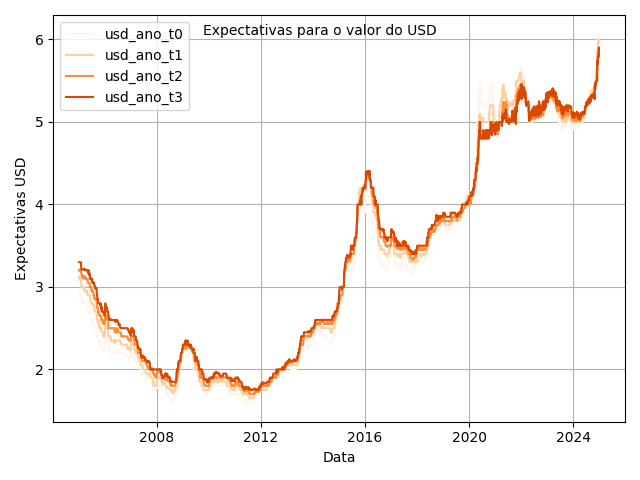 Expectativas para o valor do USD
usd_ano_t0
usd_ano_t1
usd_ano_t2
usd_ano_t3
Expectativas USD
6
5
4
3
2
2008 2012 2016 2020 2024
Data